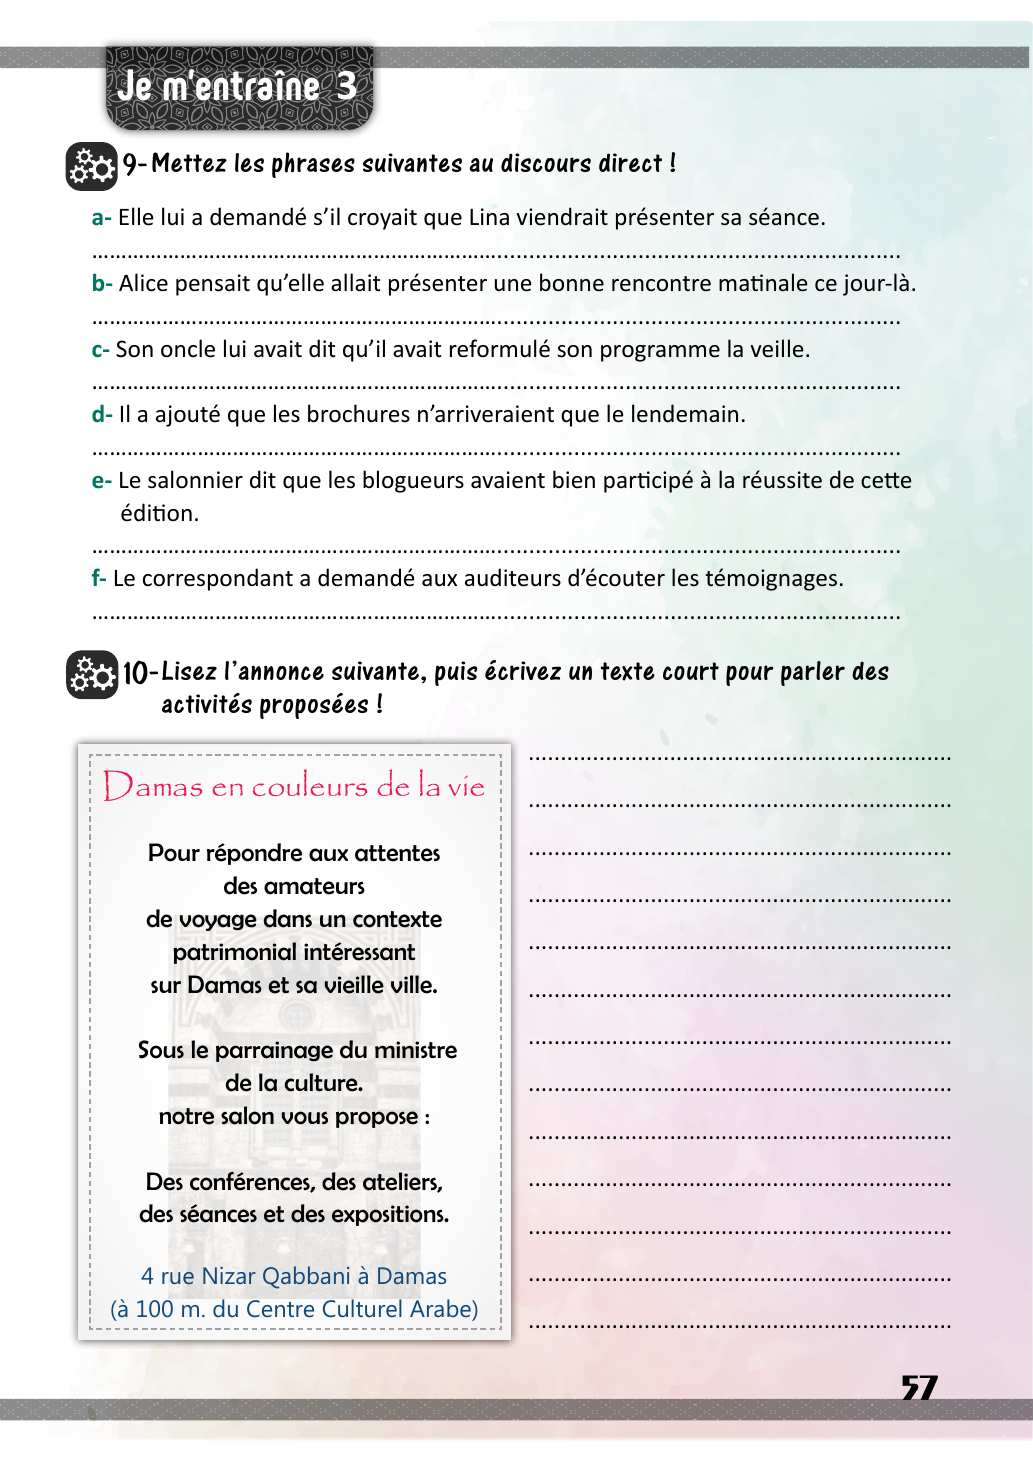 Je m'entraîne 3
9- Mettez les phrases suivantes au discours direct !
a- Elle lui a demandé s’il croyait que Lina viendrait présenter sa séance.
b- Alice pensait qu’elle allait présenter une bonne rencontre matinale ce jour-là.
c- Son oncle lui avait dit qu’il avait reformulé son programme la veille.
d- Il a ajouté que les brochures n’arriveraient que le lendemain.
e- Le salonnier dit que les blogueurs avaient bien participé à la réussite de cette
édition.
f- Le correspondant a demandé aux auditeurs d’écouter les témoignages.
10- Lisez l’annonce suivante, puis écrivez un texte court pour parler des
activités proposées !
Damas en couleurs de la vie
Pour répondre aux attentes
des amateurs
de voyage dans un contexte
patrimonial intéressant
sur Damas et sa vieille ville.
Sous le parrainage du ministre
de la culture.
notre salon vous propose :
Des conférences, des ateliers,
des séances et des expositions.
4 rue Nizar Qabbani à Damas
(à 100 m. du Centre Culturel Arabe)
57